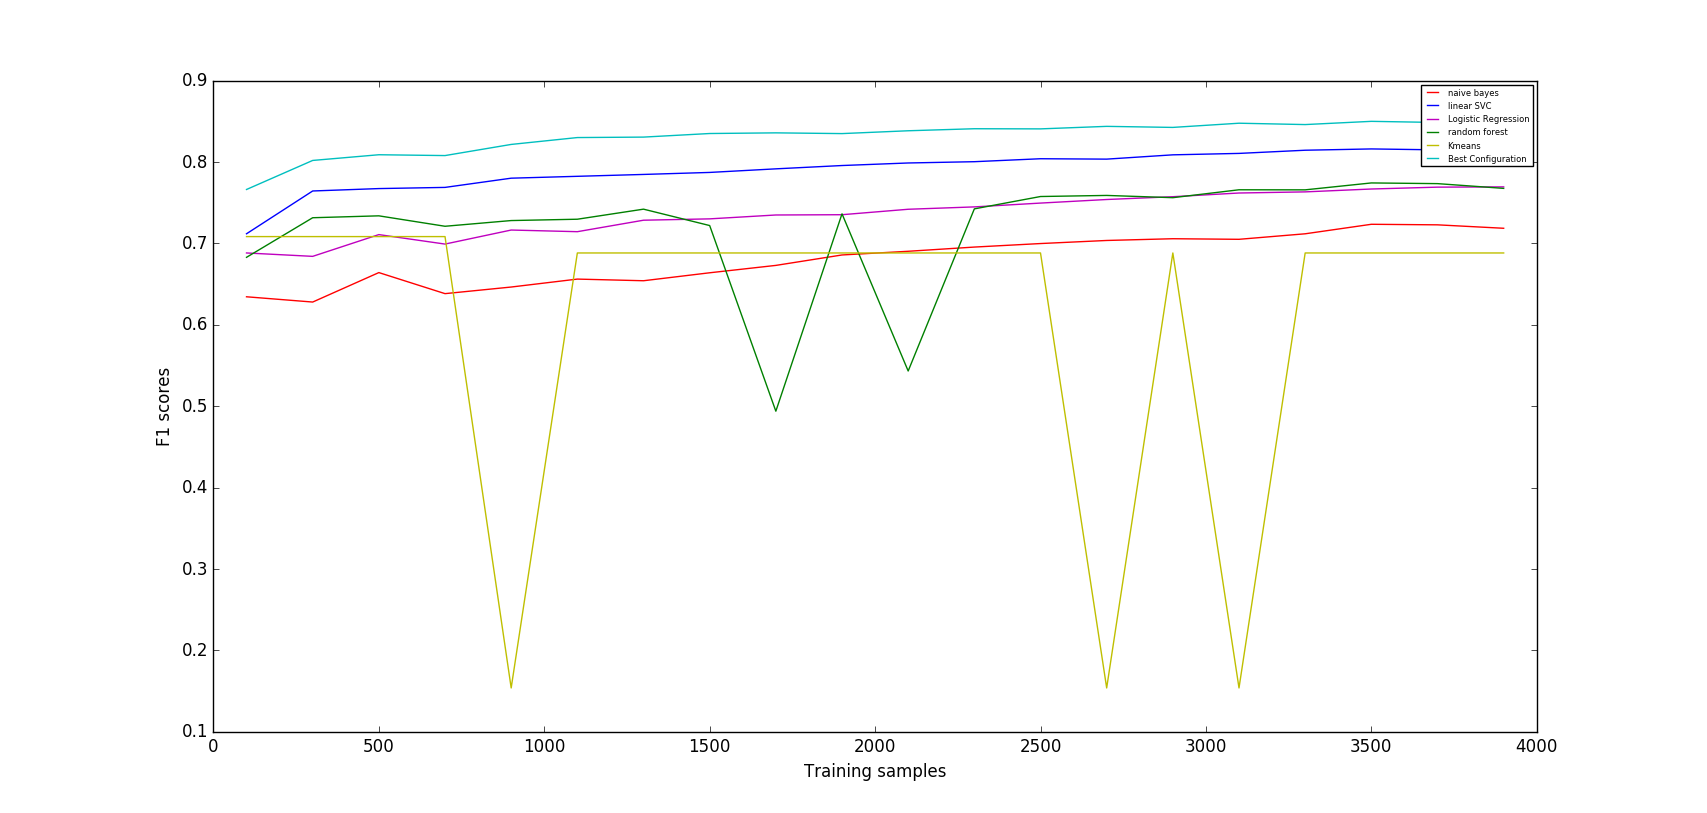 0.9
0.8
0.7
0.6
0.5
0.4
0.3
0.2
0.1
F1 scores
0 500 1000 1500 2000 2500 3000 3500 4000
Training samples
naive bayes
linear SVC
Logistic Regression
random forest
Kmeans
Best Configuration